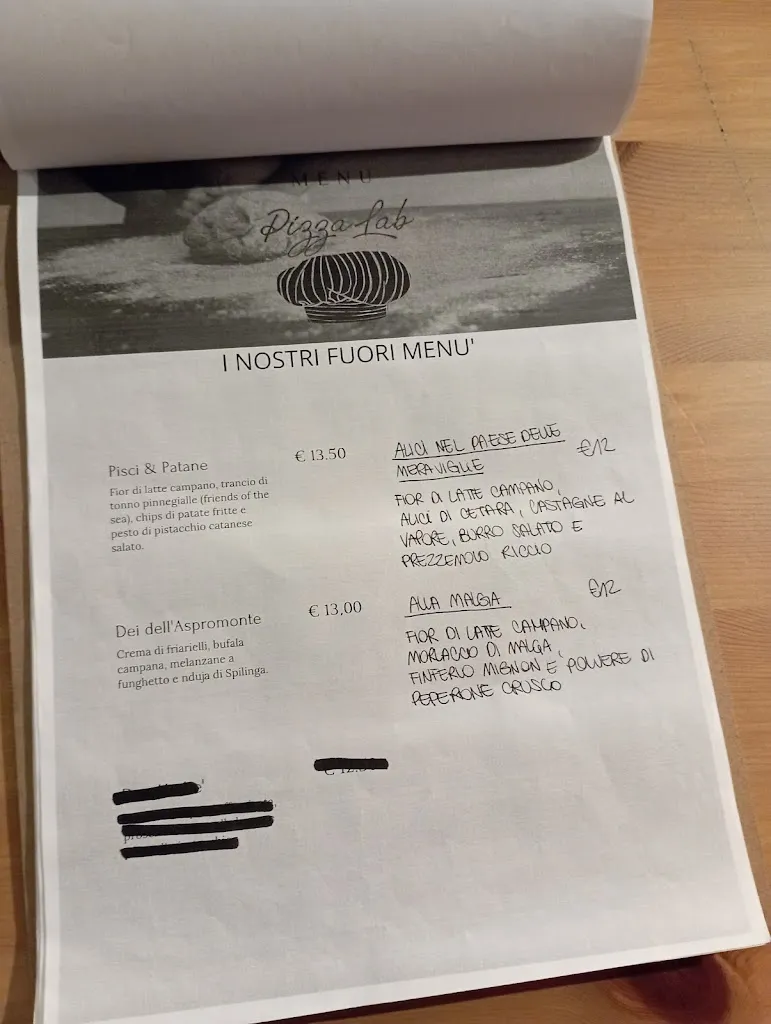 MENU
Pizza Lab
I NOSTRI FUORI MENU'
Pisci & Patane
€ 13.50
Fior di latte campano, trancio di
tonno pinnegialle (friends of the
sea), chips di patate fritte e
pesto di pistacchio catanese
salato.
Dei dell'Aspromonte
€ 13,00
Crema di friarielli, bufala
campana, melanzane a
funghetto e nduja di Spilinga.
ALICI NEL PAESE DELLE
MERAVIGLIE
€12
FIOR DI LATTE CAMPANO,
ALICI DI CETARA, CASTAGNE AL
VAPORE, BURRO SALATO E
PREZZEMOLO RICCIO
ALLA MALGIA
€12
FIOR DI LATTE CAMPANO,
MORLACCIO DI MALGA,
FINFERLO MIGNON E POLVERE DI
PEPERONE CRUSCO